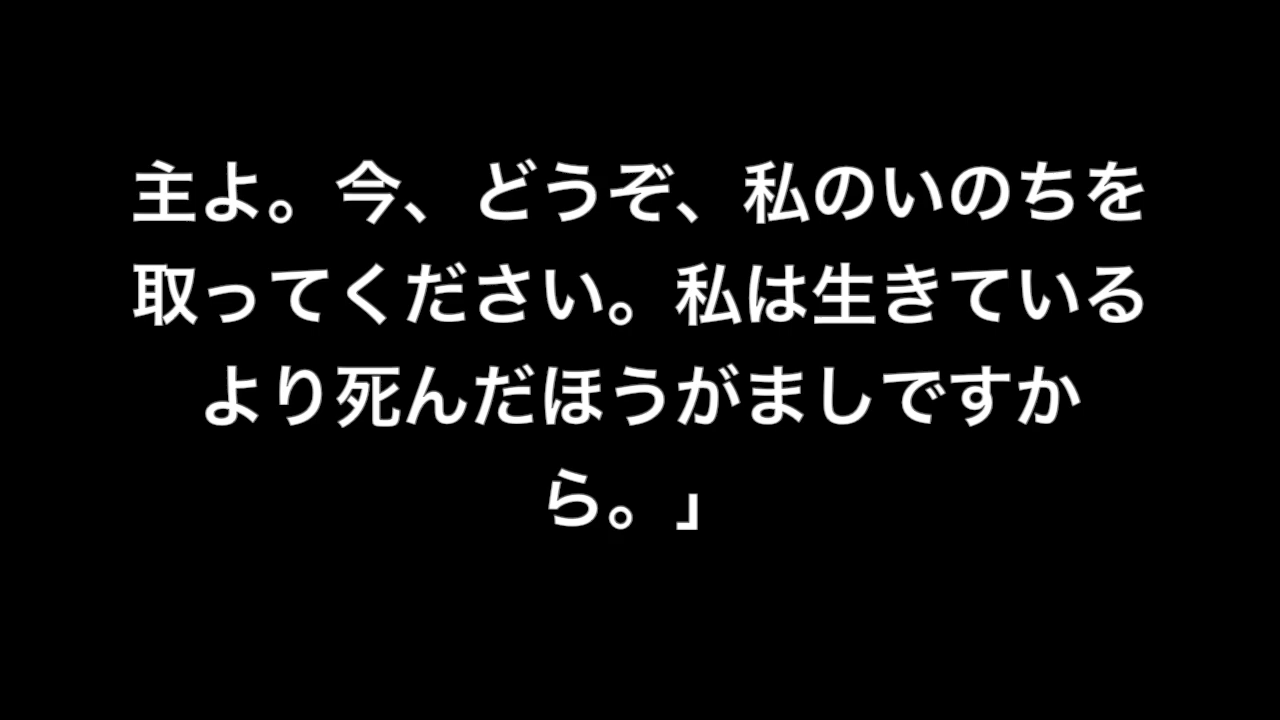 主よ。今、どうぞ、私のいのちを
取ってください。私は生きている
より死んだほうがましですか
ら。」